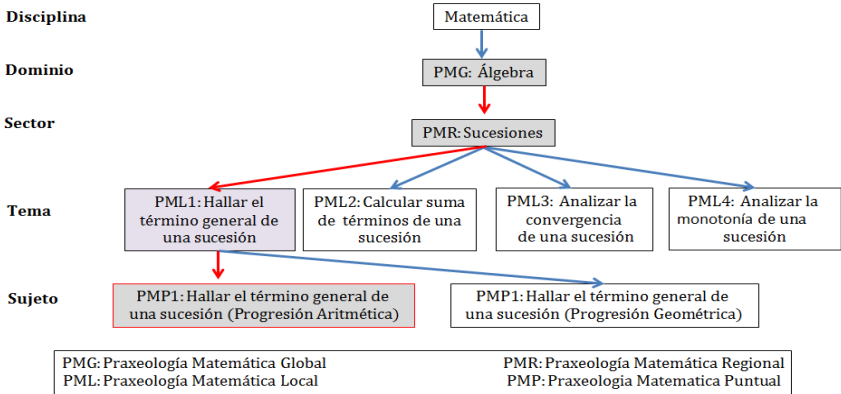 Disciplina
Matemática
Dominio
PMG: Álgebra
Sector
PMR: Sucesiones
Tema
PML1: Hallar el
término general de
una sucesión
PML2: Calcular suma
de términos de una
sucesión
PML3: Analizar la
convergencia
de una sucesión
PML4: Analizar la
monotonía de una
sucesión
Sujeto
PMP1: Hallar el término general de
una sucesión (Progresión Aritmética)
PMP1: Hallar el término general de
una sucesión (Progresión Geométrica)
PMG: Praxeología Matemática Global
PMR: Praxeología Matemática Regional
PML: Praxeología Matemática Local
PMP: Praxeologia Matematica Puntual